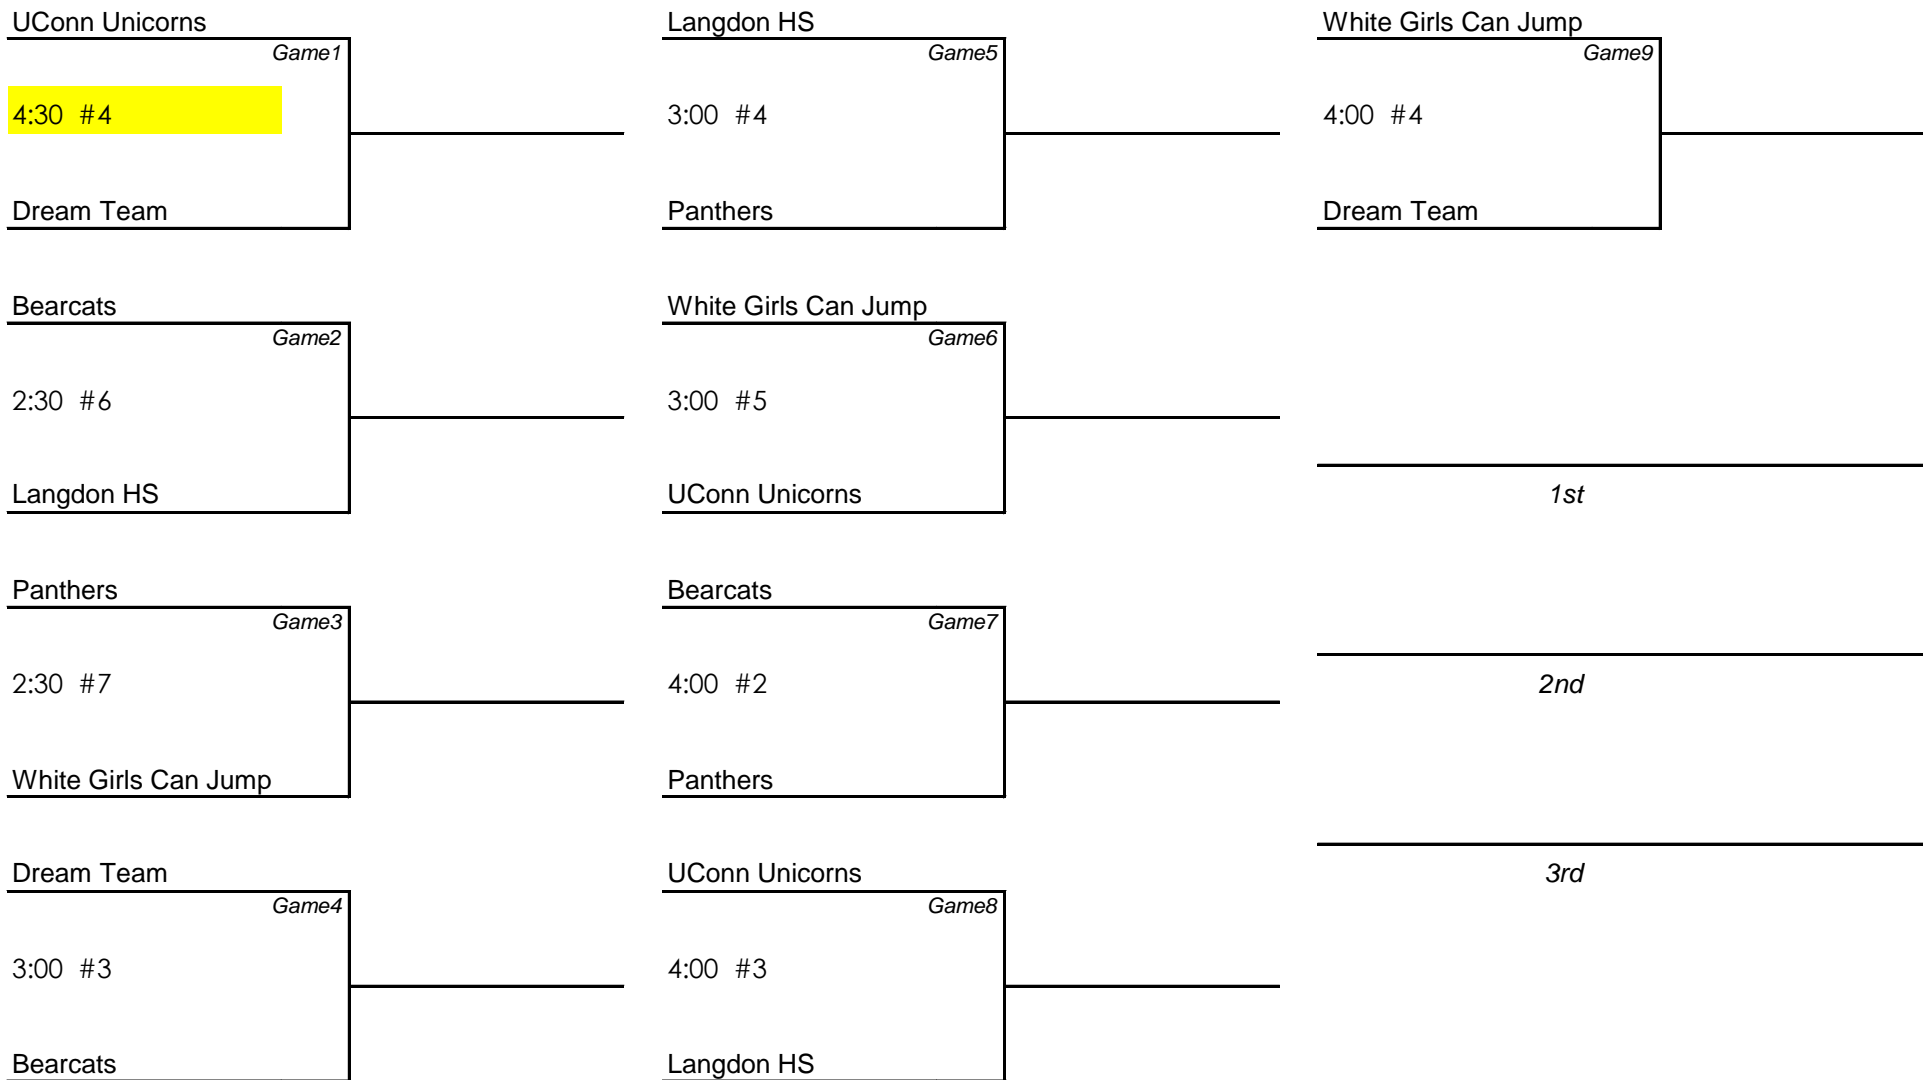 UConn Unicorns
Game1
4:30 #4
Dream Team
Bearcats
Game2
2:30 #6
Langdon HS
Panthers
Game3
2:30 #7
White Girls Can Jump
Dream Team
Game4
3:00 #3
Bearcats
Langdon HS
Game5
3:00 #4
Panthers
White Girls Can Jump
Game6
3:00 #5
UConn Unicorns
Bearcats
Game7
4:00 #2
Panthers
UConn Unicorns
Game8
4:00 #3
Langdon HS
White Girls Can Jump
Game9
4:00 #4
Dream Team
1st
2nd
3rd